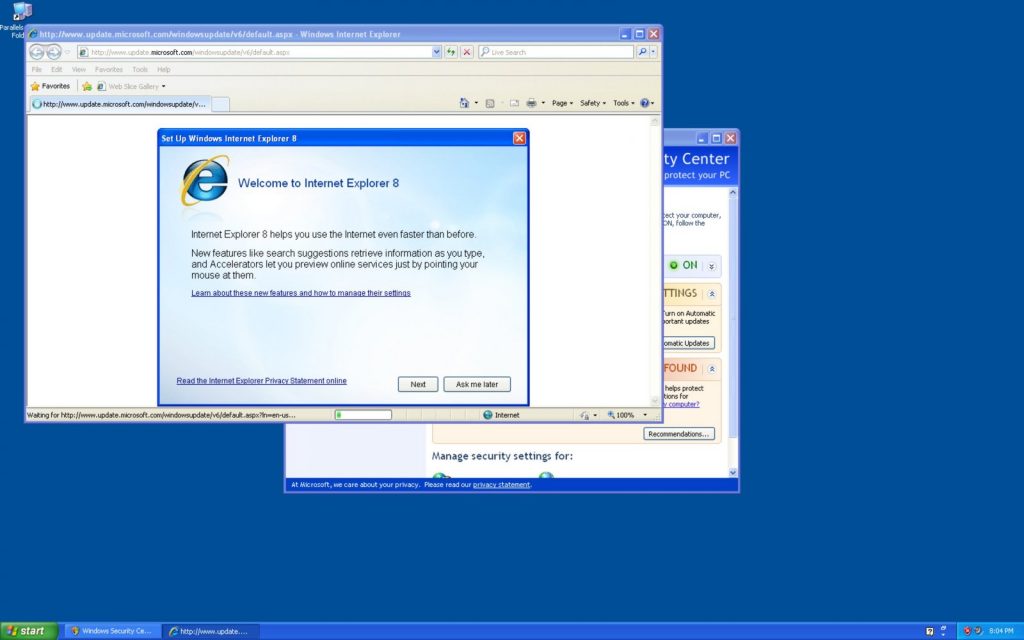 Parallels
Fold
http://www.update.microsoft.com/windowsupdate/v6/default.aspx - Windows Internet Explorer
http://www.update.microsoft.com/windowsupdate/v6/default.aspx
Live Search
File Edit View Favorites Tools Help
Favorites
Web Slice Gallery
http://www.update.microsoft.com/windowsupdate/v...
Page Safety Tools
Set Up Windows Internet Explorer 8
Welcome to Internet Explorer 8
Internet Explorer 8 helps you use the Internet even faster than before.
New features like search suggestions retrieve information as you type,
and Accelerators let you preview online services just by pointing your
mouse at them.
Learn about these new features and how to manage their settings
Read the Internet Explorer Privacy Statement online
Next
Ask me later
Waiting for http://www.update.microsoft.com/windowsupdate/v6/default.aspx?ln=en-us...
Internet
100%
ty Center
protect your PC
tect your computer,
ON, follow the
ON
TTINGS
Turn on Automatic
portant updates
omatic Updates
FOUND
helps protect
tions for
y computer?
Recommendations...
Manage security settings for:
At Microsoft, we care about your privacy. Please read our privacy statement.
start
Windows Security Ce...
http://www.update....
8:04 PM